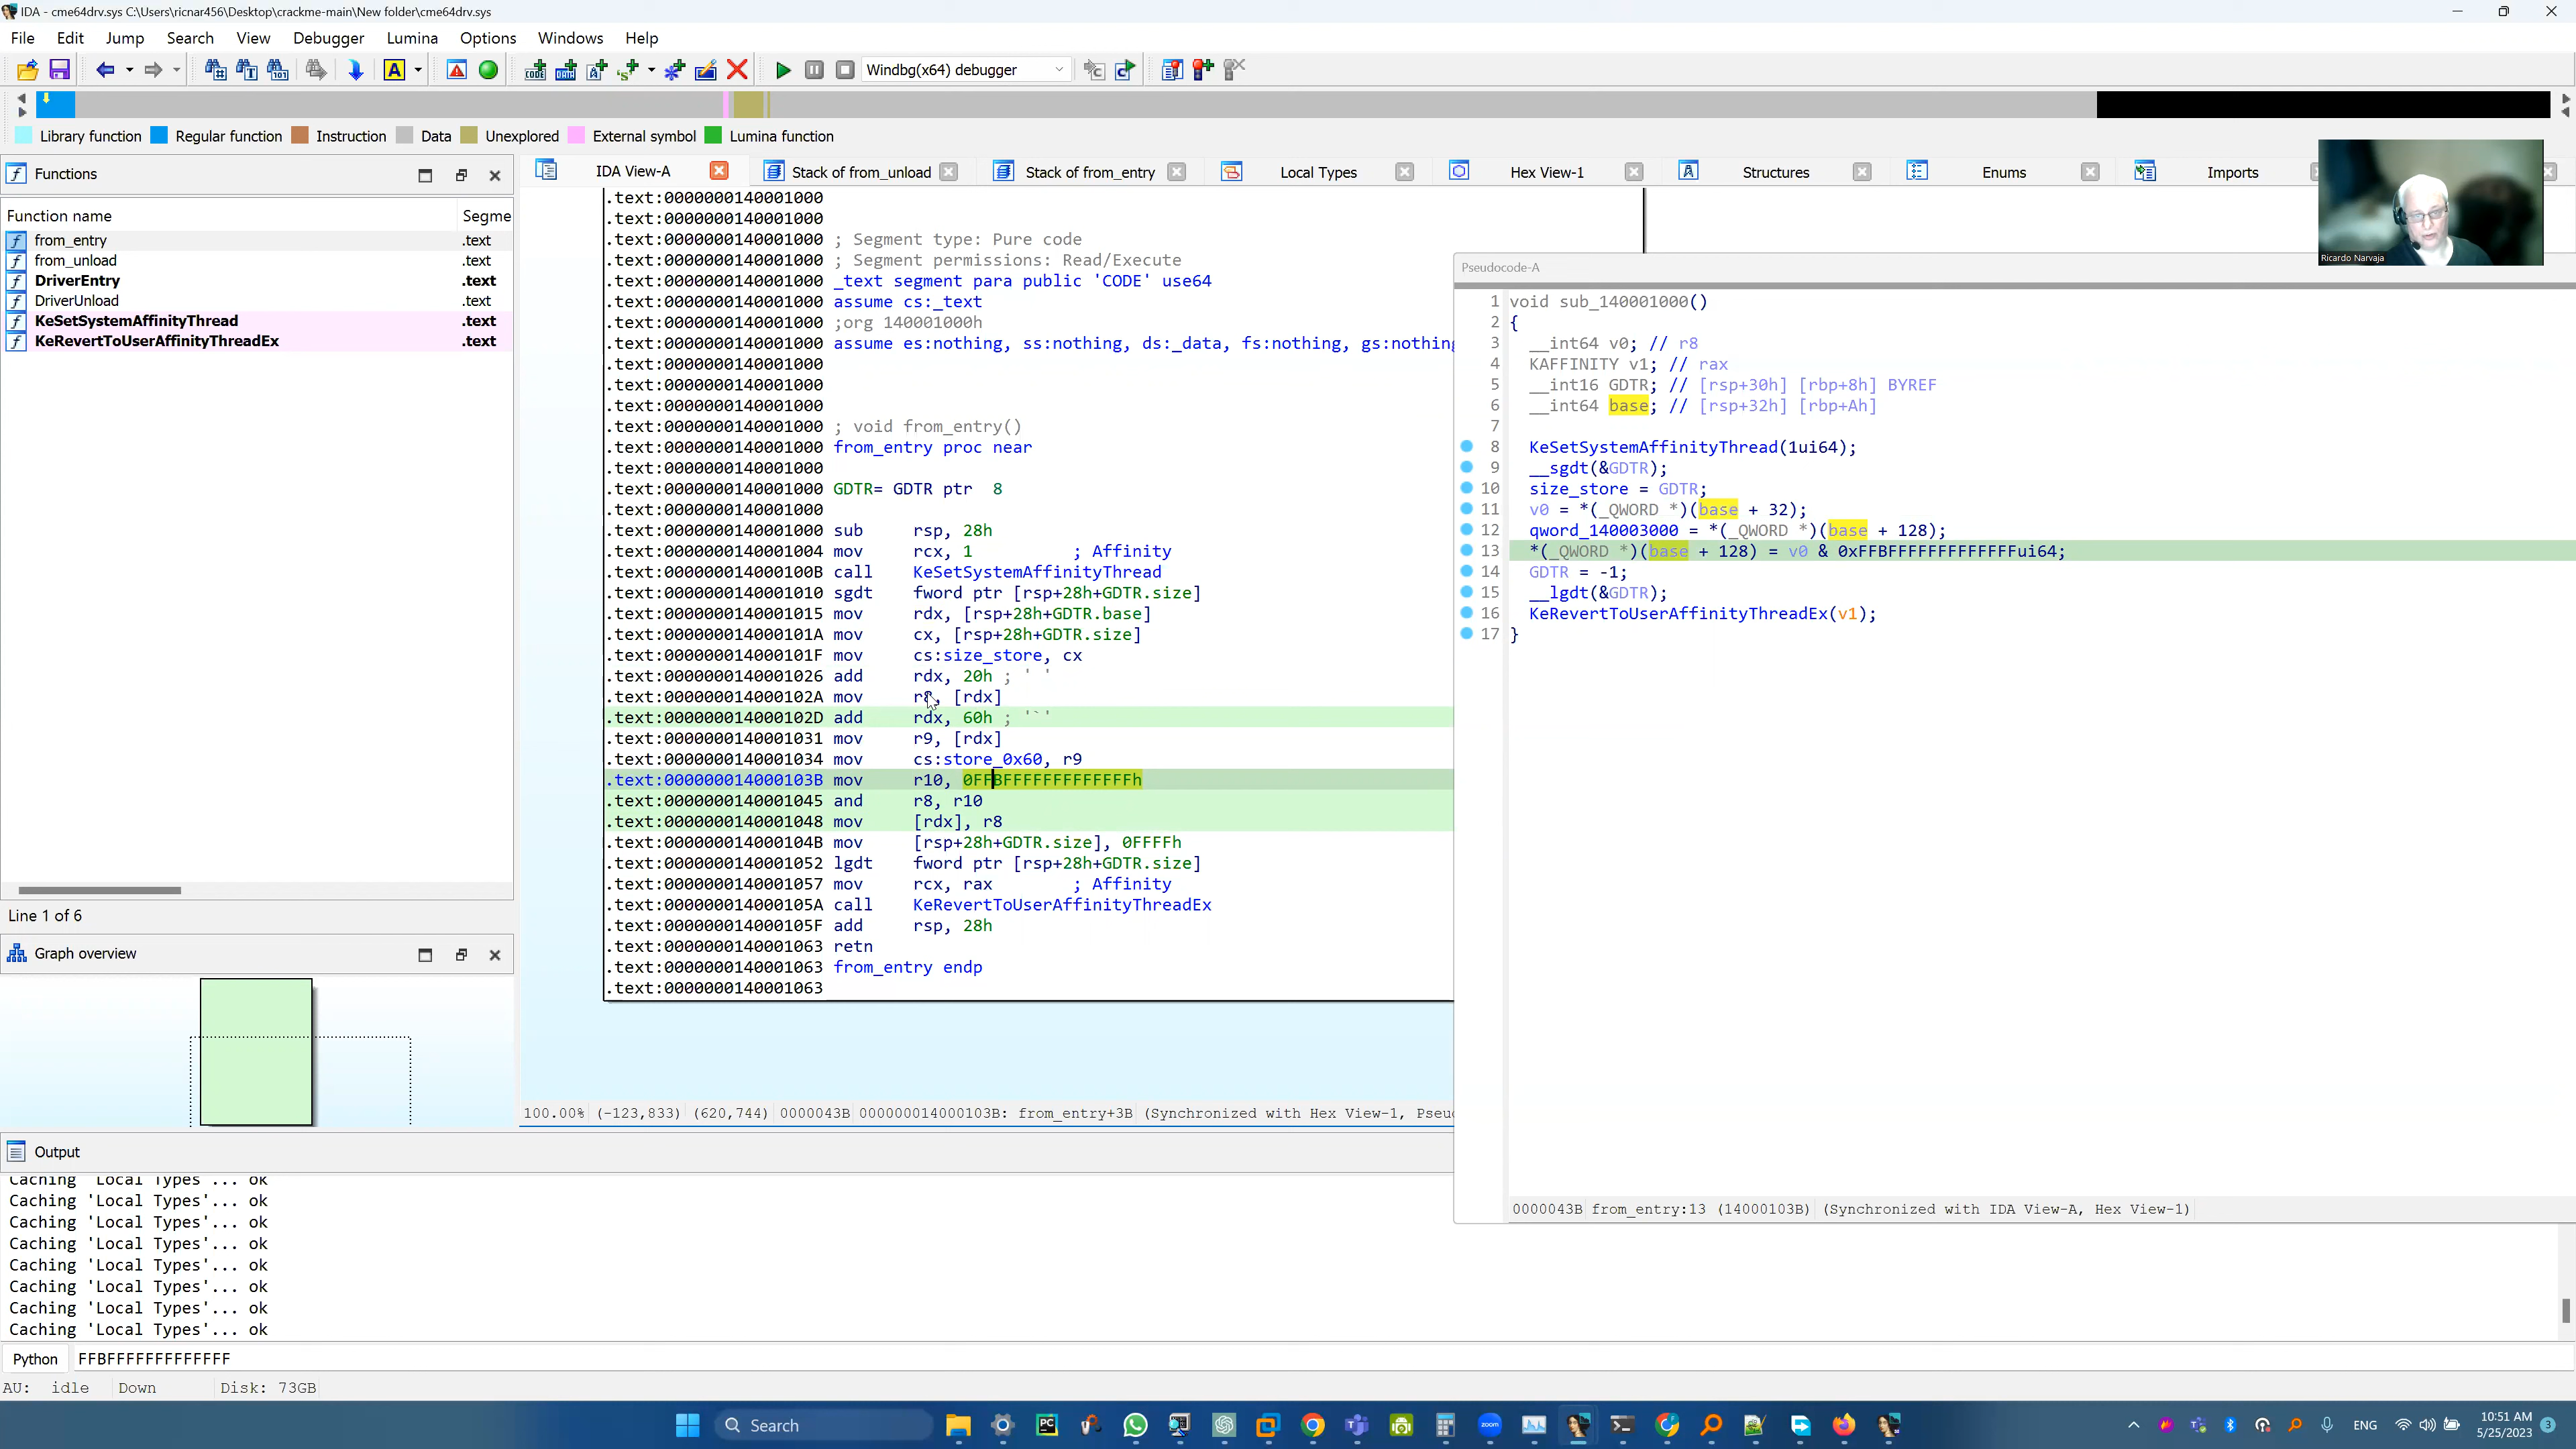 IDA - cme64drv.sys C:\Users\ricnar456\Desktop\crackme-main\New folder\cme64drv.sys
File Edit Jump Search View Debugger Lumina Options Windows Help
Windbg(x64) debugger
Library function Regular function Instruction Data Unexplored External symbol Lumina function
Functions
Function name Segme
from_entry .text
from_unload .text
DriverEntry .text
DriverUnload .text
KeSetSystemAffinityThread .text
KeRevertToUserAffinityThreadEx .text
Line 1 of 6
Graph overview
IDA View-A Stack of from_unload Stack of from_entry Local Types Hex View-1 Structures Enums Imports
.text:0000000140001000
.text:0000000140001000
.text:0000000140001000 ; Segment type: Pure code
.text:0000000140001000 ; Segment permissions: Read/Execute
.text:0000000140001000 _text segment para public 'CODE' use64
.text:0000000140001000 assume cs:_text
.text:0000000140001000 ;org 140001000h
.text:0000000140001000 assume es:nothing, ss:nothing, ds:_data, fs:nothing, gs:nothing
.text:0000000140001000
.text:0000000140001000
.text:0000000140001000
.text:0000000140001000 ; void from_entry()
.text:0000000140001000 from_entry proc near
.text:0000000140001000
.text:0000000140001000 GDTR= GDTR ptr 8
.text:0000000140001000
.text:0000000140001000 sub rsp, 28h
.text:0000000140001004 mov rcx, 1 ; Affinity
.text:000000014000100B call KeSetSystemAffinityThread
.text:0000000140001010 sgdt fword ptr [rsp+28h+GDTR.size]
.text:0000000140001015 mov rdx, [rsp+28h+GDTR.base]
.text:000000014000101A mov cx, [rsp+28h+GDTR.size]
.text:000000014000101F mov cs:size_store, cx
.text:0000000140001026 add rdx, 20h ; ' '
.text:000000014000102A mov r8, [rdx]
.text:000000014000102D add rdx, 60h ; '`'
.text:0000000140001031 mov r9, [rdx]
.text:0000000140001034 mov cs:store_0x60, r9
.text:000000014000103B mov r10, 0FFBFFFFFFFFFFFFFh
.text:0000000140001045 and r8, r10
.text:0000000140001048 mov [rdx], r8
.text:000000014000104B mov [rsp+28h+GDTR.size], 0FFFFh
.text:0000000140001052 lgdt fword ptr [rsp+28h+GDTR.size]
.text:0000000140001057 mov rcx, rax ; Affinity
.text:000000014000105A call KeRevertToUserAffinityThreadEx
.text:000000014000105F add rsp, 28h
.text:0000000140001063 retn
.text:0000000140001063 from_entry endp
.text:0000000140001063
100.00% (-123,833) (620,744) 0000043B 000000014000103B: from_entry+3B (Synchronized with Hex View-1, Pseud
Ricardo Narvaja
Pseudocode-A
1 void sub_140001000()
2 {
3 __int64 v0; // r8
4 KAFFINITY v1; // rax
5 __int16 GDTR; // [rsp+30h] [rbp+8h] BYREF
6 __int64 base; // [rsp+32h] [rbp+Ah]
7
8 KeSetSystemAffinityThread(1ui64);
9 __sgdt(&GDTR);
10 size_store = GDTR;
11 v0 = *(_QWORD *)(base + 32);
12 qword_140003000 = *(_QWORD *)(base + 128);
13 *(_QWORD *)(base + 128) = v0 & 0xFFBFFFFFFFFFFFFFui64;
14 GDTR = -1;
15 __lgdt(&GDTR);
16 KeRevertToUserAffinityThreadEx(v1);
17 }
0000043B from_entry:13 (14000103B) (Synchronized with IDA View-A, Hex View-1)
Output
Caching 'Local Types'... ok
Caching 'Local Types'... ok
Caching 'Local Types'... ok
Caching 'Local Types'... ok
Caching 'Local Types'... ok
Caching 'Local Types'... ok
Caching 'Local Types'... ok
Caching 'Local Types'... ok
Python FFBFFFFFFFFFFFFF
AU: idle Down Disk: 73GB
Search
ENG
10:51 AM
5/25/2023
3